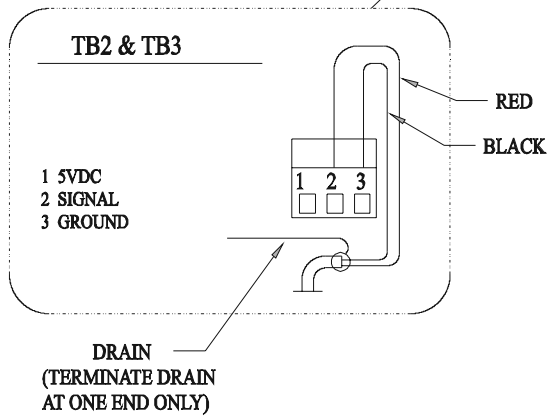 TB2 & TB3
RED
BLACK
1 2 3
1 5VDC
2 SIGNAL
3 GROUND
DRAIN
(TERMINATE DRAIN
AT ONE END ONLY)